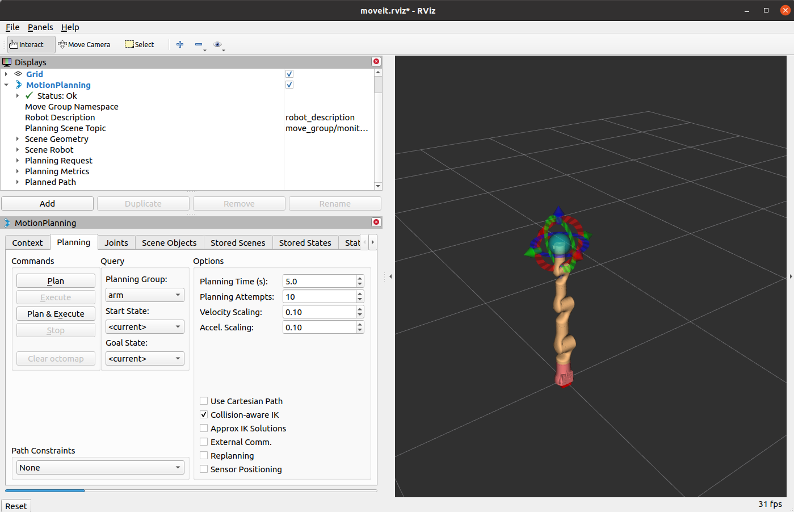 moveit.rviz* - RViz
File Panels Help
Interact Move Camera Select
Displays
Grid
MotionPlanning
Status: Ok
Move Group Namespace
Robot Description robot_description
Planning Scene Topic move_group/monit...
Scene Geometry
Scene Robot
Planning Request
Planning Metrics
Planned Path
Add Duplicate Remove Rename
MotionPlanning
Context Planning Joints Scene Objects Stored Scenes Stored States Stat
Commands Query Options
Plan
Execute
Plan & Execute
Stop
Clear octomap
Planning Group:
arm
Start State:
<current>
Goal State:
<current>
Planning Time (s): 5.0
Planning Attempts: 10
Velocity Scaling: 0.10
Accel. Scaling: 0.10
Use Cartesian Path
Collision-aware IK
Approx IK Solutions
External Comm.
Replanning
Sensor Positioning
Path Constraints
None
Reset
31 fps